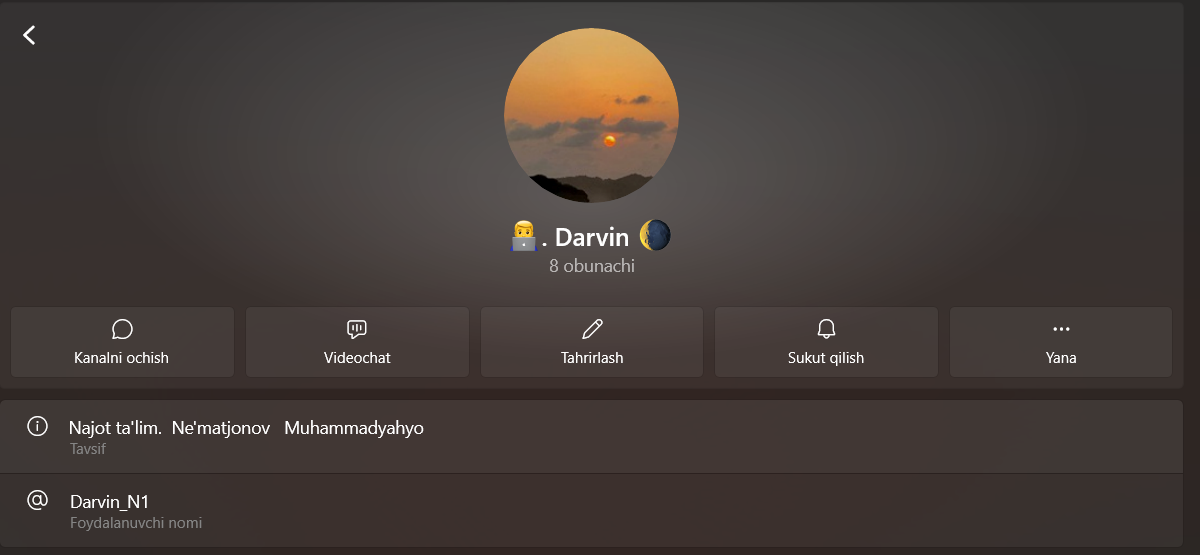 👨‍💻. Darvin 🌘
8 obunachi
Kanalni ochish
Videochat
Tahrirlash
Sukut qilish
Yana
Najot ta'lim.  Ne'matjonov   Muhammadyahyo
Tavsif
Darvin_N1
Foydalanuvchi nomi